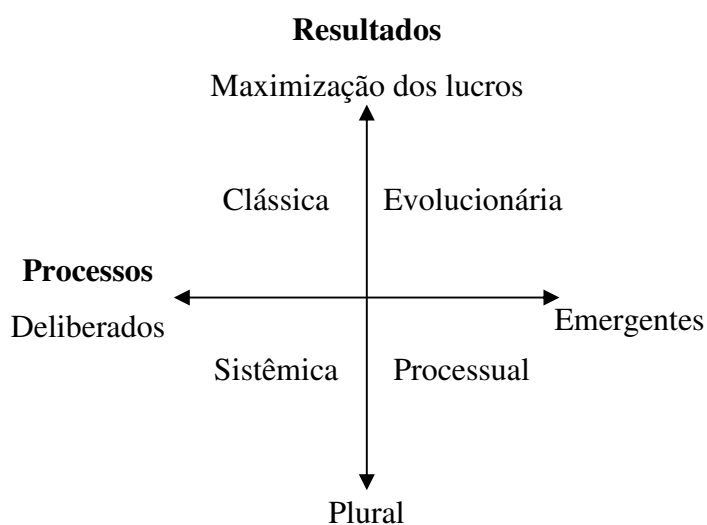 Resultados
Maximização dos lucros
Clássica Evolucionária
Processos
Deliberados
Emergentes
Sistêmica Processual
Plural